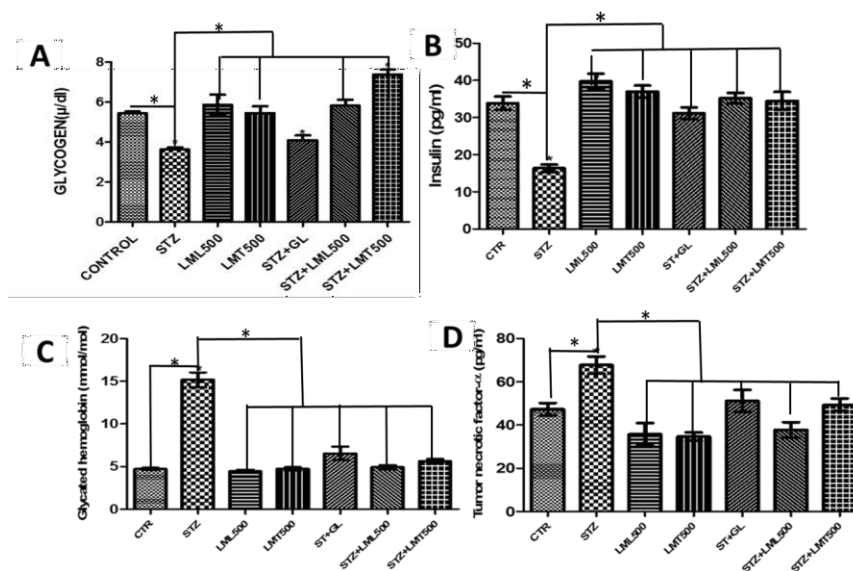 A
*
*
GLYCOGEN(µ/dl)
8
6
4
2
0
*
*
*
CONTROL
STZ
LML500
LMT500
STZ+GL
STZ+LML500
STZ+LMT500
B
*
*
Insulin (pg/ml)
50
40
30
20
10
0
*
CTR
STZ
LML500
LMT500
ST+GL
STZ+LML500
STZ+LMT500
C
*
*
Glycated hemoglobin (mmol/mol)
20
15
10
5
0
*
CTR
STZ
LML500
LMT500
ST+GL
STZ+LML500
STZ+LMT500
D
*
*
Tumor necrotic factor-α (pg/ml)
80
60
40
20
0
*
CTR
STZ
LML500
LMT500
ST+GL
STZ+LML500
STZ+LMT500